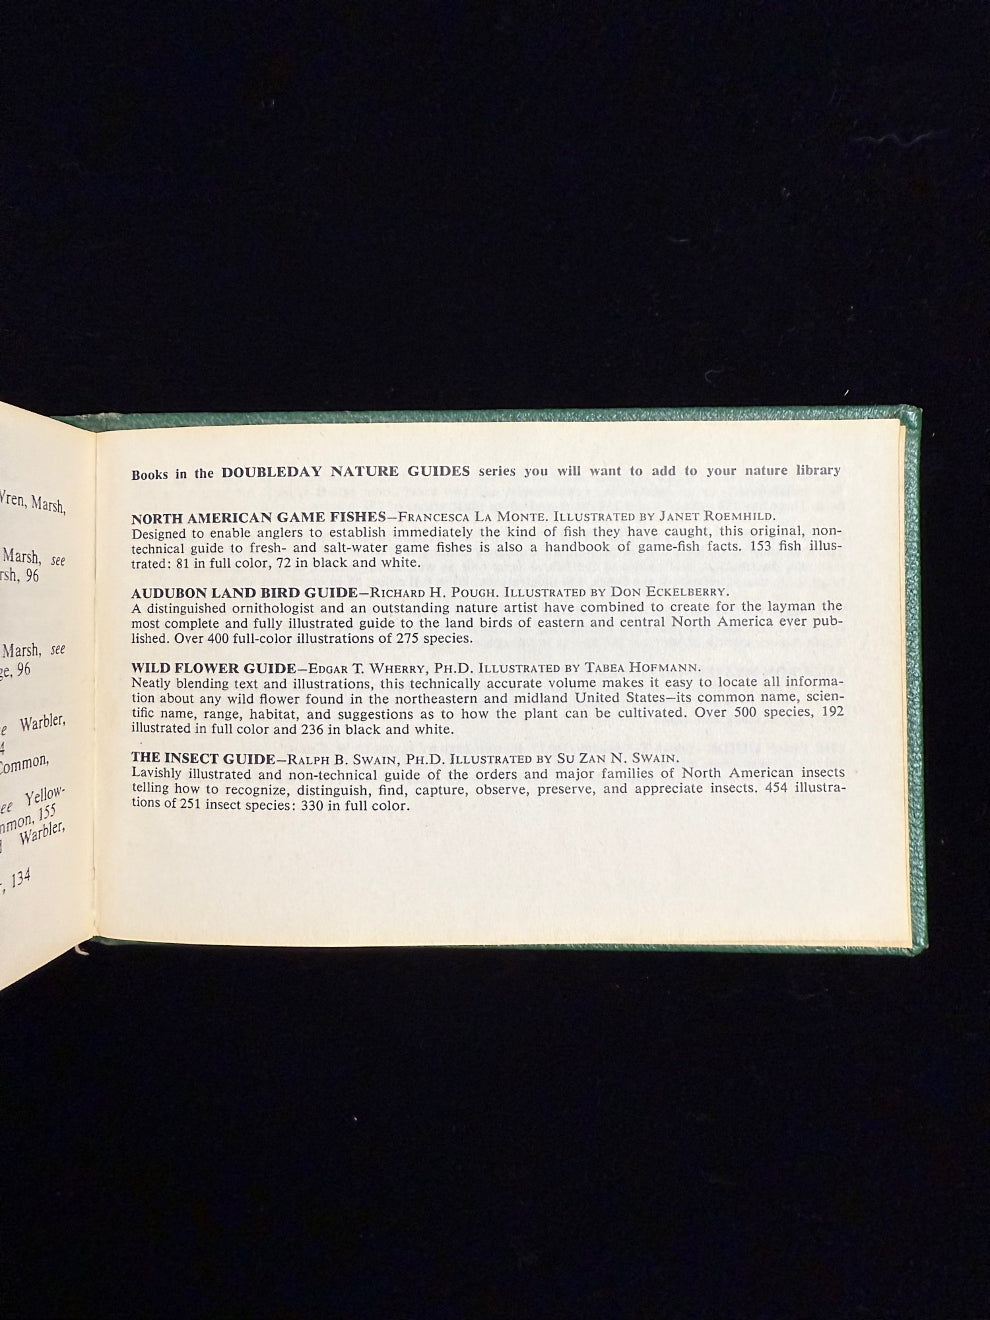 Wren, Marsh,
Marsh, see
96
Marsh, see
96
Warbler,
Common,
see Yellow-
155
Warbler,
134
Books in the DOUBLEDAY NATURE GUIDES series you will want to add to your nature library
NORTH AMERICAN GAME FISHES—FRANCESCA LA MONTE. ILLUSTRATED BY JANET ROEMHILD.
Designed to enable anglers to establish immediately the kind of fish they have caught, this original, non-
technical guide to fresh- and salt-water game fishes is also a handbook of game-fish facts. 153 fish illus-
trated: 81 in full color, 72 in black and white.
AUDUBON LAND BIRD GUIDE—RICHARD H. POUGH. ILLUSTRATED BY DON ECKELBERRY.
A distinguished ornithologist and an outstanding nature artist have combined to create for the layman the
most complete and fully illustrated guide to the land birds of eastern and central North America ever pub-
lished. Over 400 full-color illustrations of 275 species.
WILD FLOWER GUIDE—EDGAR T. WHERRY, PH.D. ILLUSTRATED BY TABEA HOFMANN.
Neatly blending text and illustrations, this technically accurate volume makes it easy to locate all informa-
tion about any wild flower found in the northeastern and midland United States—its common name, scien-
tific name, range, habitat, and suggestions as to how the plant can be cultivated. Over 500 species, 192
illustrated in full color and 236 in black and white.
THE INSECT GUIDE—RALPH B. SWAIN, PH.D. ILLUSTRATED BY SU ZAN N. SWAIN.
Lavishly illustrated and non-technical guide of the orders and major families of North American insects
telling how to recognize, distinguish, find, capture, observe, preserve, and appreciate insects. 454 illustra-
tions of 251 insect species: 330 in full color.